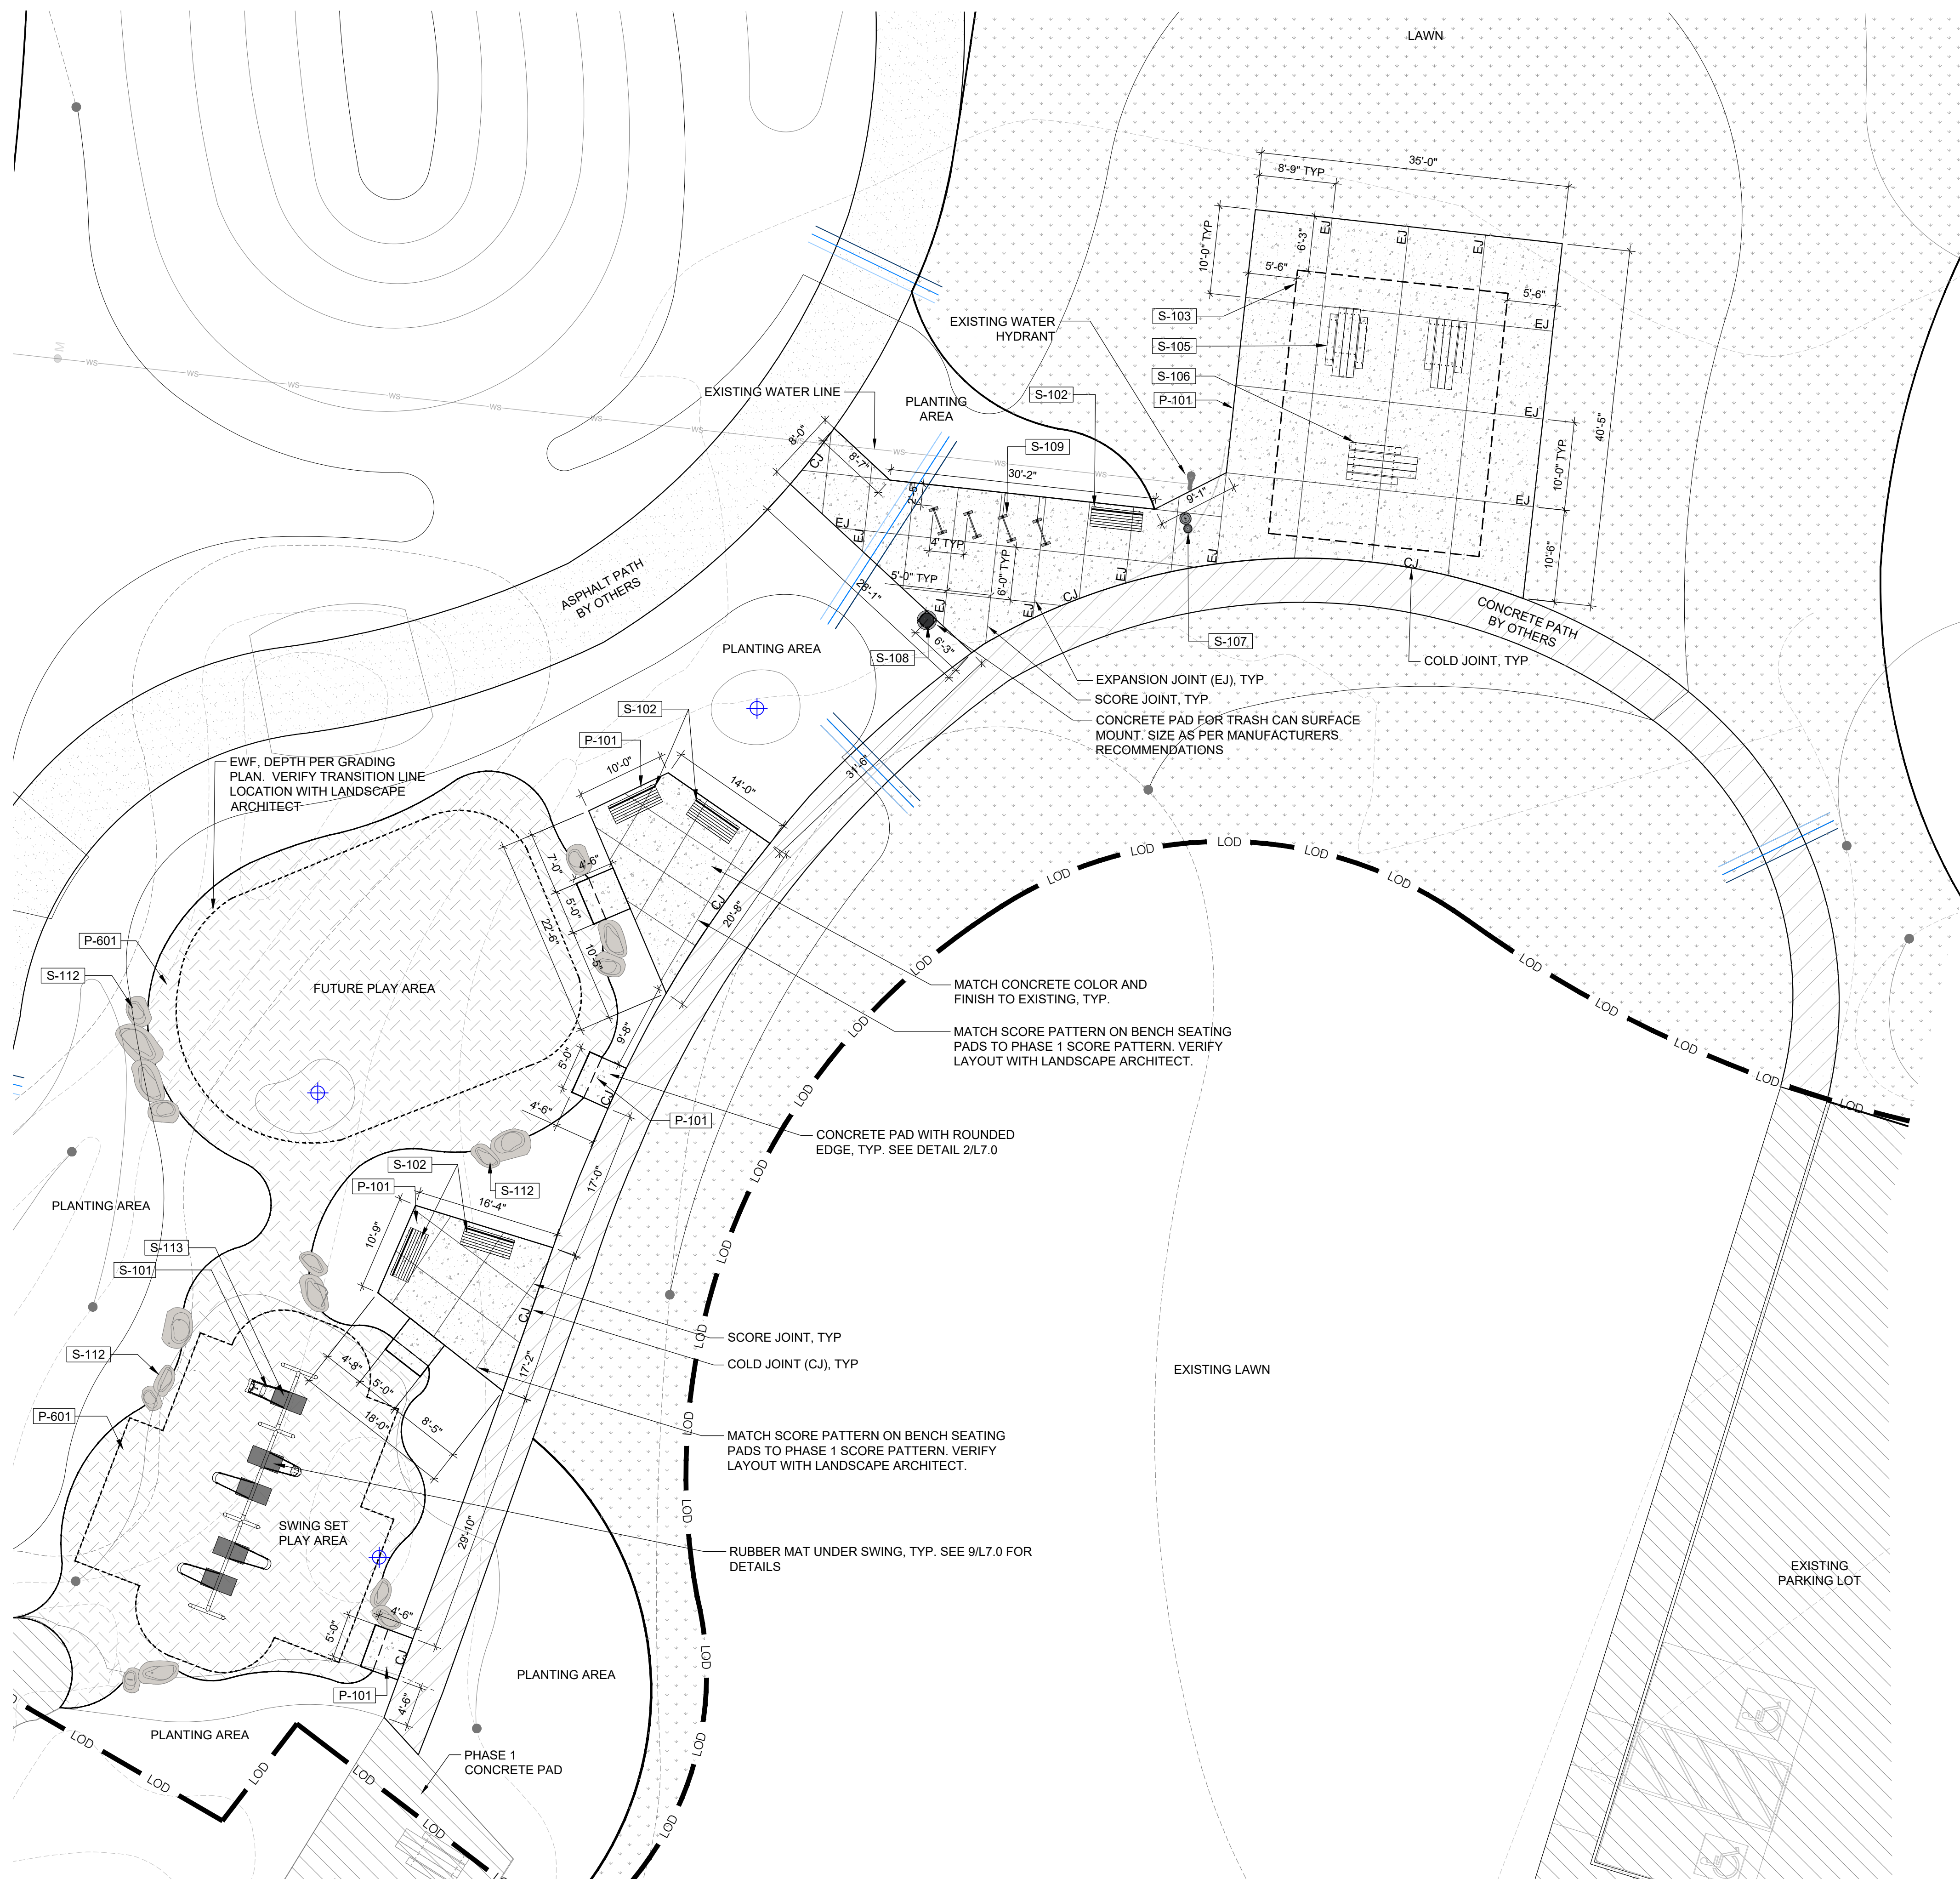 LAWN
35'-0"
8'-9" TYP
10'-0" TYP
6'-3"
EJ
EJ
EJ
5'-6"
5'-6"
S-103
EXISTING WATER
HYDRANT
EJ
S-105
M
WS
WS
WS
WS
WS
WS
WS
WS
WS
WS
S-106
EXISTING WATER LINE
PLANTING
AREA
S-102
P-101
EJ
40'-5"
8'-0"
S-109
CJ
8'-7"
30'-2"
10'-0" TYP
2'-5"
9'-1"
EJ
EJ
EJ
4' TYP
EJ
10'-6"
CJ
ASPHALT PATH
BY OTHERS
5'-0" TYP
6'-0" TYP
EJ
28'-1"
EJ
EJ
CJ
CONCRETE PATH
BY OTHERS
S-107
PLANTING AREA
S-108
6'-3"
COLD JOINT, TYP
EXPANSION JOINT (EJ), TYP
SCORE JOINT, TYP
CONCRETE PAD FOR TRASH CAN SURFACE
MOUNT. SIZE AS PER MANUFACTURERS
RECOMMENDATIONS
S-102
P-101
10'-0"
14'-0"
31'-6"
EWF, DEPTH PER GRADING
PLAN. VERIFY TRANSITION LINE
LOCATION WITH LANDSCAPE
ARCHITECT
LOD
LOD
LOD
LOD
LOD
LOD
LOD
LOD
LOD
LOD
LOD
7'-0"
4'-6"
5'-0"
CJ
20'-8"
22'-6"
10'-5"
P-601
S-112
FUTURE PLAY AREA
MATCH CONCRETE COLOR AND
FINISH TO EXISTING, TYP.
9'-8"
MATCH SCORE PATTERN ON BENCH SEATING
PADS TO PHASE 1 SCORE PATTERN. VERIFY
LAYOUT WITH LANDSCAPE ARCHITECT.
LOD
5'-0"
CJ
4'-6"
P-101
CONCRETE PAD WITH ROUNDED
EDGE, TYP. SEE DETAIL 2/L7.0
LOD
S-102
P-101
S-112
17'-0"
PLANTING AREA
16'-4"
10'-9"
S-113
S-101
LOD
CJ
SCORE JOINT, TYP
LOD
COLD JOINT (CJ), TYP
EXISTING LAWN
S-112
4'-8"
5'-0"
17'-2"
18'-0"
8'-5"
P-601
LOD
MATCH SCORE PATTERN ON BENCH SEATING
PADS TO PHASE 1 SCORE PATTERN. VERIFY
LAYOUT WITH LANDSCAPE ARCHITECT.
LOD
SWING SET
PLAY AREA
29'-10"
RUBBER MAT UNDER SWING, TYP. SEE 9/L7.0 FOR
DETAILS
EXISTING
PARKING LOT
5'-0"
4'-6"
CJ
LOD
PLANTING AREA
P-101
4'-6"
PLANTING AREA
LOD
LOD
LOD
LOD
PHASE 1
CONCRETE PAD
LOD
LOD
LOD